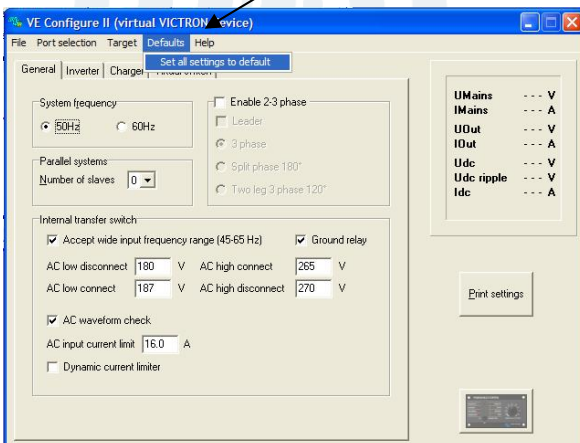 VE Configure II (virtual VICTRON device)
File Port selection Target Defaults Help
Set all settings to default
General Inverter Charger
System frequency
50Hz 60Hz
Parallel systems
Number of slaves 0
Enable 2-3 phase
Leader
3 phase
Split phase 180°
Two leg 3 phase 120°
Internal transfer switch
Accept wide input frequency range (45-65 Hz) Ground relay
AC low disconnect 180 V AC high connect 265 V
AC low connect 187 V AC high disconnect 270 V
AC waveform check
AC input current limit 16.0 A
Dynamic current limiter
UMains --- V
IMains --- A
UOut --- V
IOut --- A
Udc --- V
Udc ripple --- V
Idc --- A
Print settings